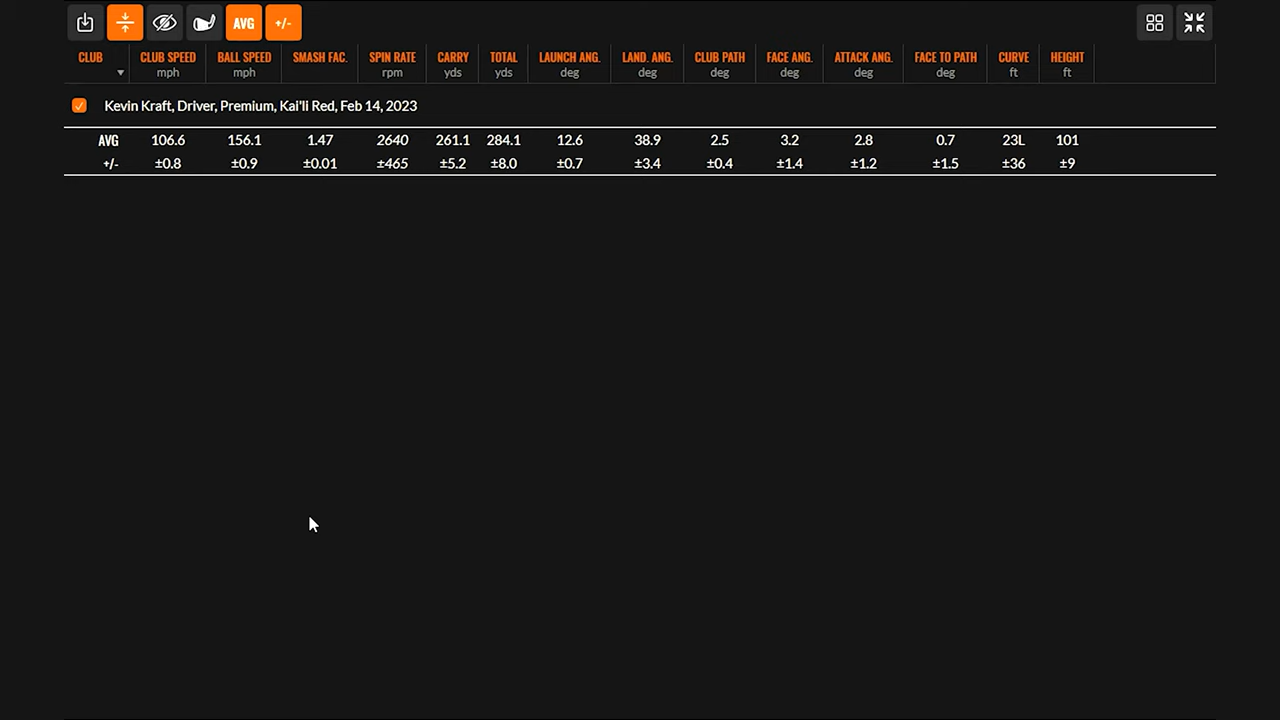 AVG +/-
CLUB CLUB SPEED BALL SPEED SMASH FAC. SPIN RATE CARRY TOTAL LAUNCH ANG. LAND. ANG. CLUB PATH FACE ANG. ATTACK ANG. FACE TO PATH CURVE HEIGHT
mph mph rpm yds yds deg deg deg deg deg deg ft ft
Kevin Kraft, Driver, Premium, Kai'li Red, Feb 14, 2023
AVG 106.6 156.1 1.47 2640 261.1 284.1 12.6 38.9 2.5 3.2 2.8 0.7 23L 101
+/- ±0.8 ±0.9 ±0.01 ±465 ±5.2 ±8.0 ±0.7 ±3.4 ±0.4 ±1.4 ±1.2 ±1.5 ±36 ±9